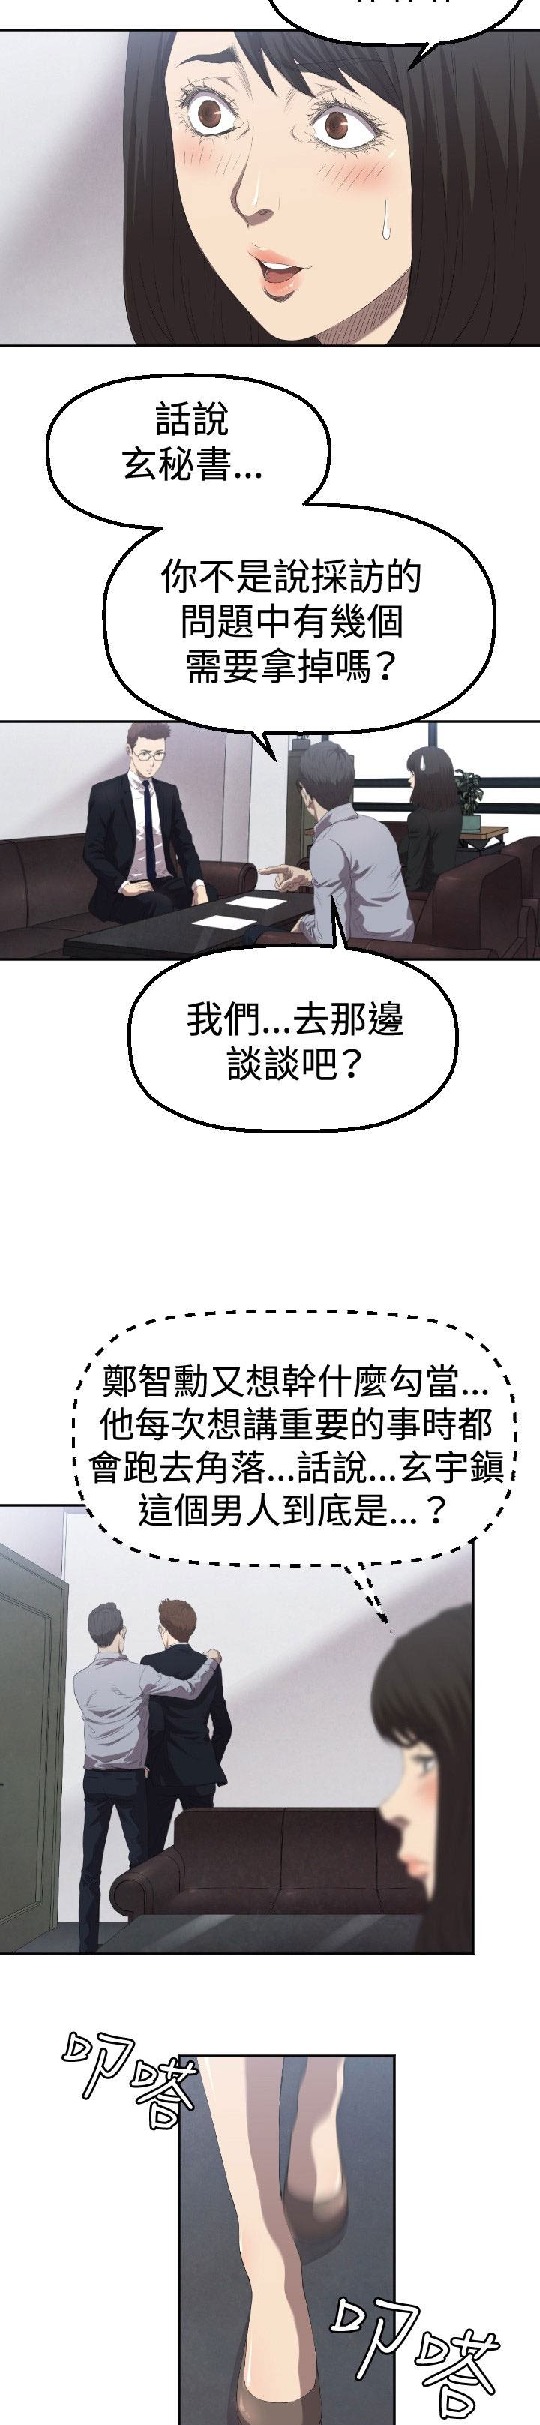 話說
玄秘書...
你不是說採訪的
問題中有幾個
需要拿掉嗎？
我們...去那邊
談談吧？
鄭智勳又想幹什麼勾當...
他每次想講重要的事時都
會跑去角落...話說...玄宇鎮
這個男人到底是...？
叩嗒
叩嗒